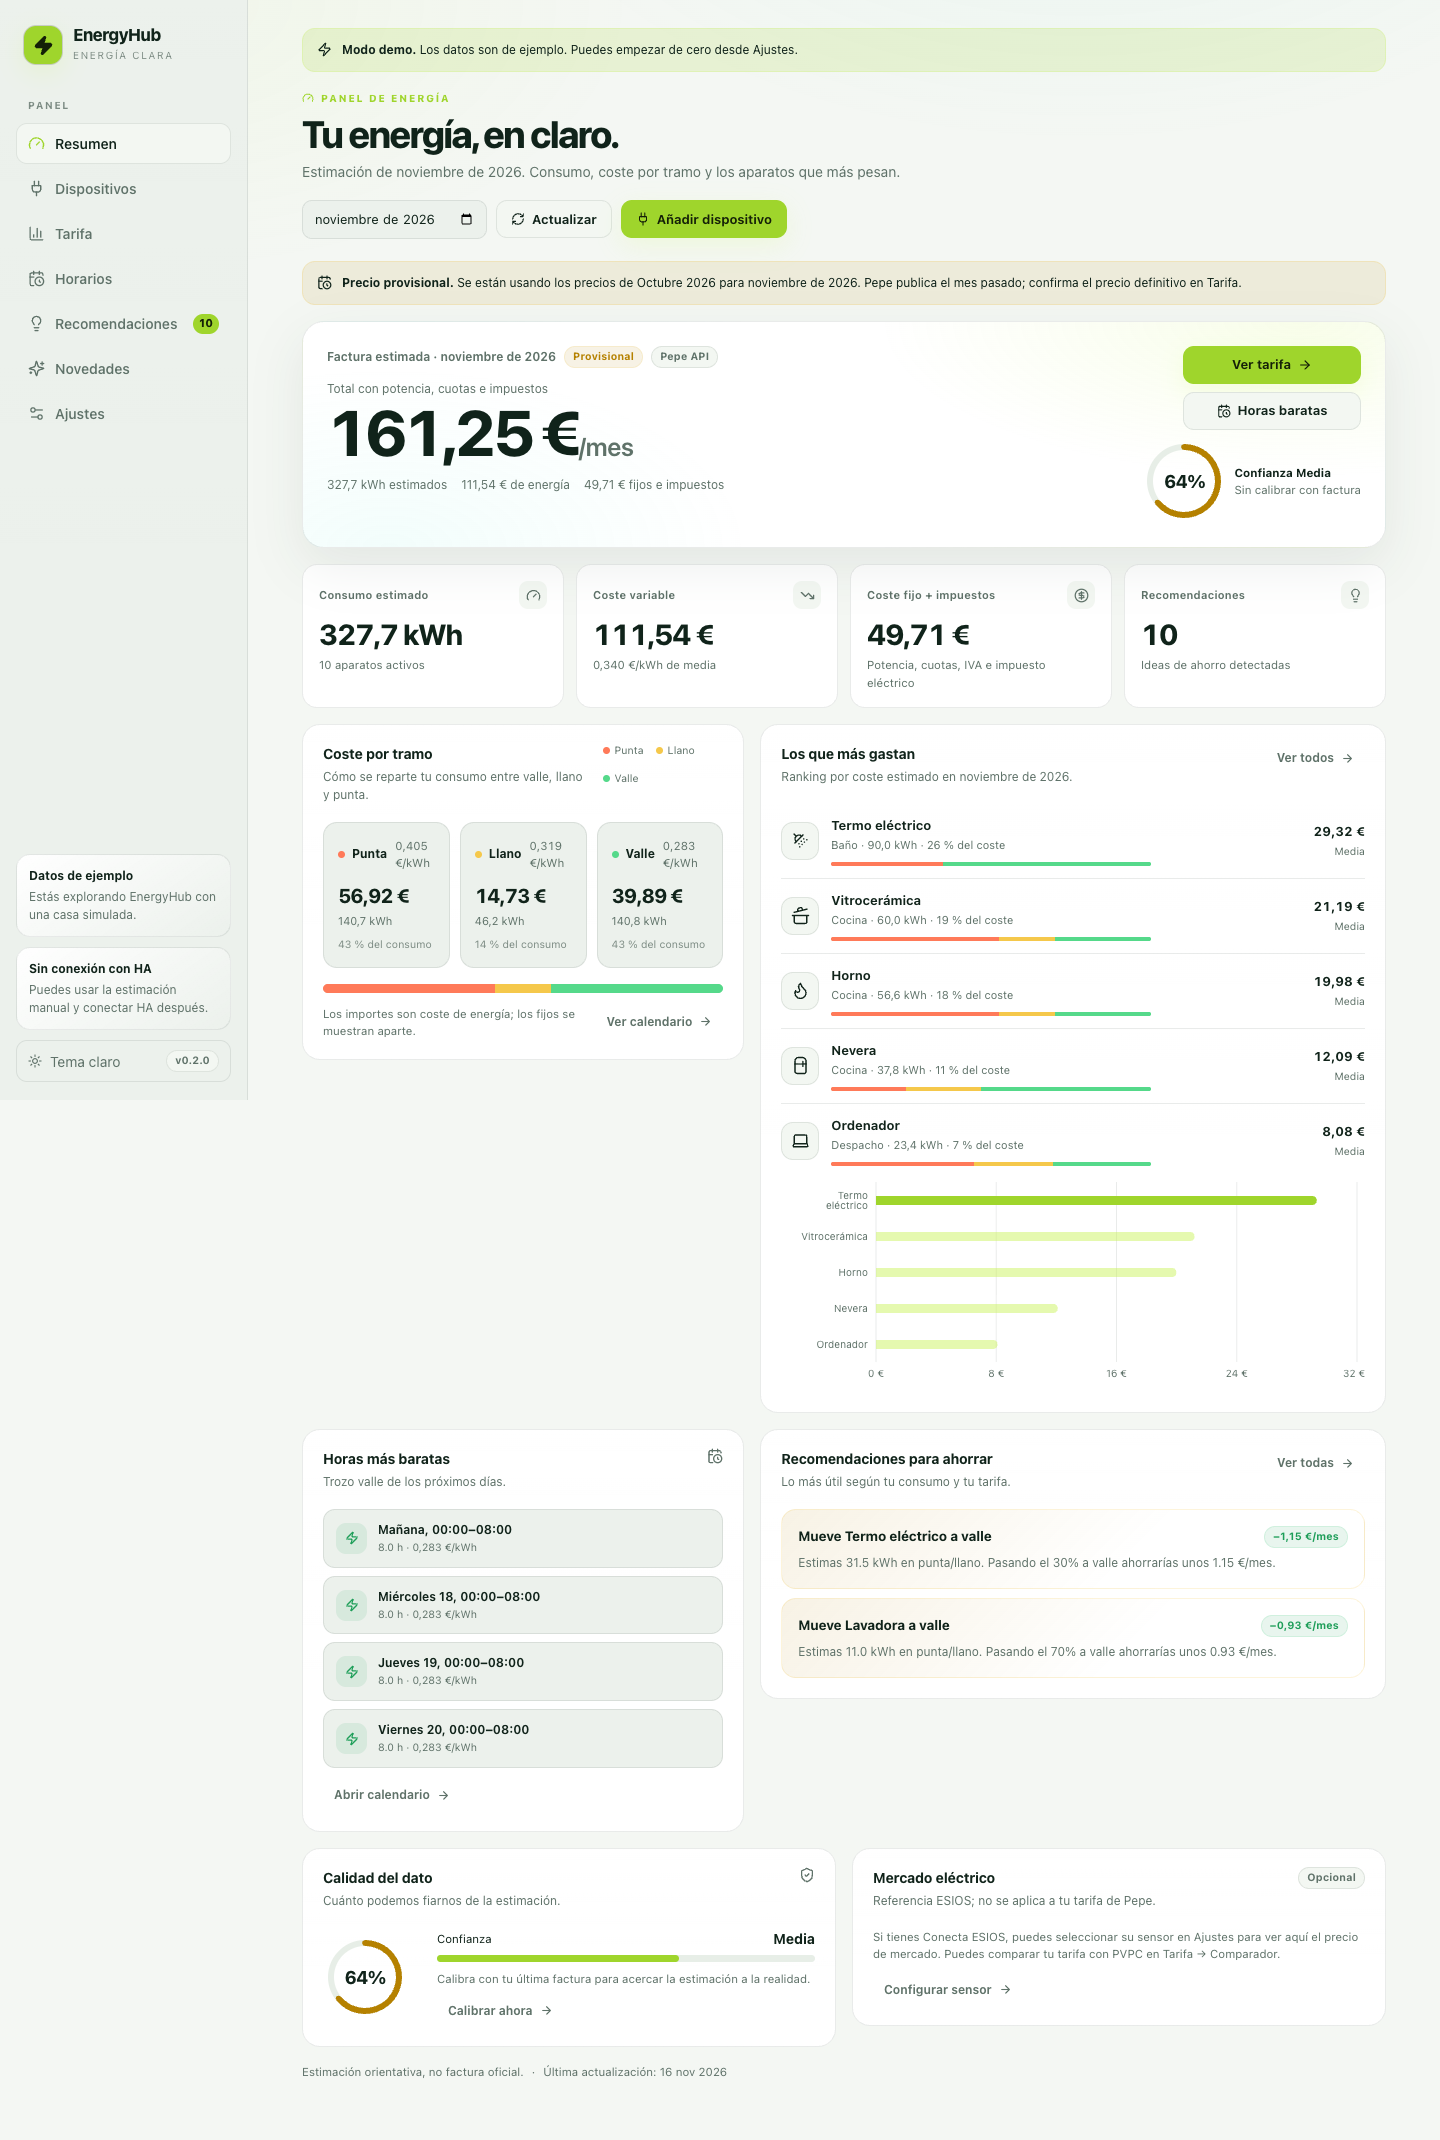 EnergyHub
ENERGÍA CLARA
PANEL
Resumen
Dispositivos
Tarifa
Horarios
Recomendaciones 10
Novedades
Ajustes
Datos de ejemplo
Estás explorando EnergyHub con
una casa simulada.
Sin conexión con HA
Puedes usar la estimación
manual y conectar HA después.
Tema claro v0.2.0
Modo demo. Los datos son de ejemplo. Puedes empezar de cero desde Ajustes.
PANEL DE ENERGÍA
Tu energía, en claro.
Estimación de noviembre de 2026. Consumo, coste por tramo y los aparatos que más pesan.
noviembre de 2026 Actualizar Añadir dispositivo
Precio provisional. Se están usando los precios de Octubre 2026 para noviembre de 2026. Pepe publica el mes pasado; confirma el precio definitivo en Tarifa.
Factura estimada · noviembre de 2026 Provisional Pepe API
Total con potencia, cuotas e impuestos
161,25 €/mes
327,7 kWh estimados 111,54 € de energía 49,71 € fijos e impuestos
Ver tarifa →
Horas baratas
64%
Confianza Media
Sin calibrar con factura
Consumo estimado
327,7 kWh
10 aparatos activos
Coste variable
111,54 €
0,340 €/kWh de media
Coste fijo + impuestos
49,71 €
Potencia, cuotas, IVA e impuesto
eléctrico
Recomendaciones
10
Ideas de ahorro detectadas
Coste por tramo
Cómo se reparte tu consumo entre valle, llano
y punta.
Punta Llano
Valle
Punta 0,405
€/kWh
56,92 €
140,7 kWh
43 % del consumo
Llano 0,319
€/kWh
14,73 €
46,2 kWh
14 % del consumo
Valle 0,283
€/kWh
39,89 €
140,8 kWh
43 % del consumo
Los importes son coste de energía; los fijos se
muestran aparte.
Ver calendario →
Los que más gastan
Ranking por coste estimado en noviembre de 2026.
Ver todos →
Termo eléctrico
Baño · 90,0 kWh · 26 % del coste
29,32 €
Media
Vitrocerámica
Cocina · 60,0 kWh · 19 % del coste
21,19 €
Media
Horno
Cocina · 56,6 kWh · 18 % del coste
19,98 €
Media
Nevera
Cocina · 37,8 kWh · 11 % del coste
12,09 €
Media
Ordenador
Despacho · 23,4 kWh · 7 % del coste
8,08 €
Media
Termo
eléctrico
Vitrocerámica
Horno
Nevera
Ordenador
0 € 8 € 16 € 24 € 32 €
Horas más baratas
Trozo valle de los próximos días.
Mañana, 00:00–08:00
8.0 h · 0,283 €/kWh
Miércoles 18, 00:00–08:00
8.0 h · 0,283 €/kWh
Jueves 19, 00:00–08:00
8.0 h · 0,283 €/kWh
Viernes 20, 00:00–08:00
8.0 h · 0,283 €/kWh
Abrir calendario →
Recomendaciones para ahorrar
Lo más útil según tu consumo y tu tarifa.
Ver todas →
Mueve Termo eléctrico a valle −1,15 €/mes
Estimas 31.5 kWh en punta/llano. Pasando el 30% a valle ahorrarías unos 1.15 €/mes.
Mueve Lavadora a valle −0,93 €/mes
Estimas 11.0 kWh en punta/llano. Pasando el 70% a valle ahorrarías unos 0.93 €/mes.
Calidad del dato
Cuánto podemos fiarnos de la estimación.
64%
Confianza Media
Calibra con tu última factura para acercar la estimación a la realidad.
Calibrar ahora →
Mercado eléctrico Opcional
Referencia ESIOS; no se aplica a tu tarifa de Pepe.
Si tienes Conecta ESIOS, puedes seleccionar su sensor en Ajustes para ver aquí el precio
de mercado. Puedes comparar tu tarifa con PVPC en Tarifa → Comparador.
Configurar sensor →
Estimación orientativa, no factura oficial. · Última actualización: 16 nov 2026